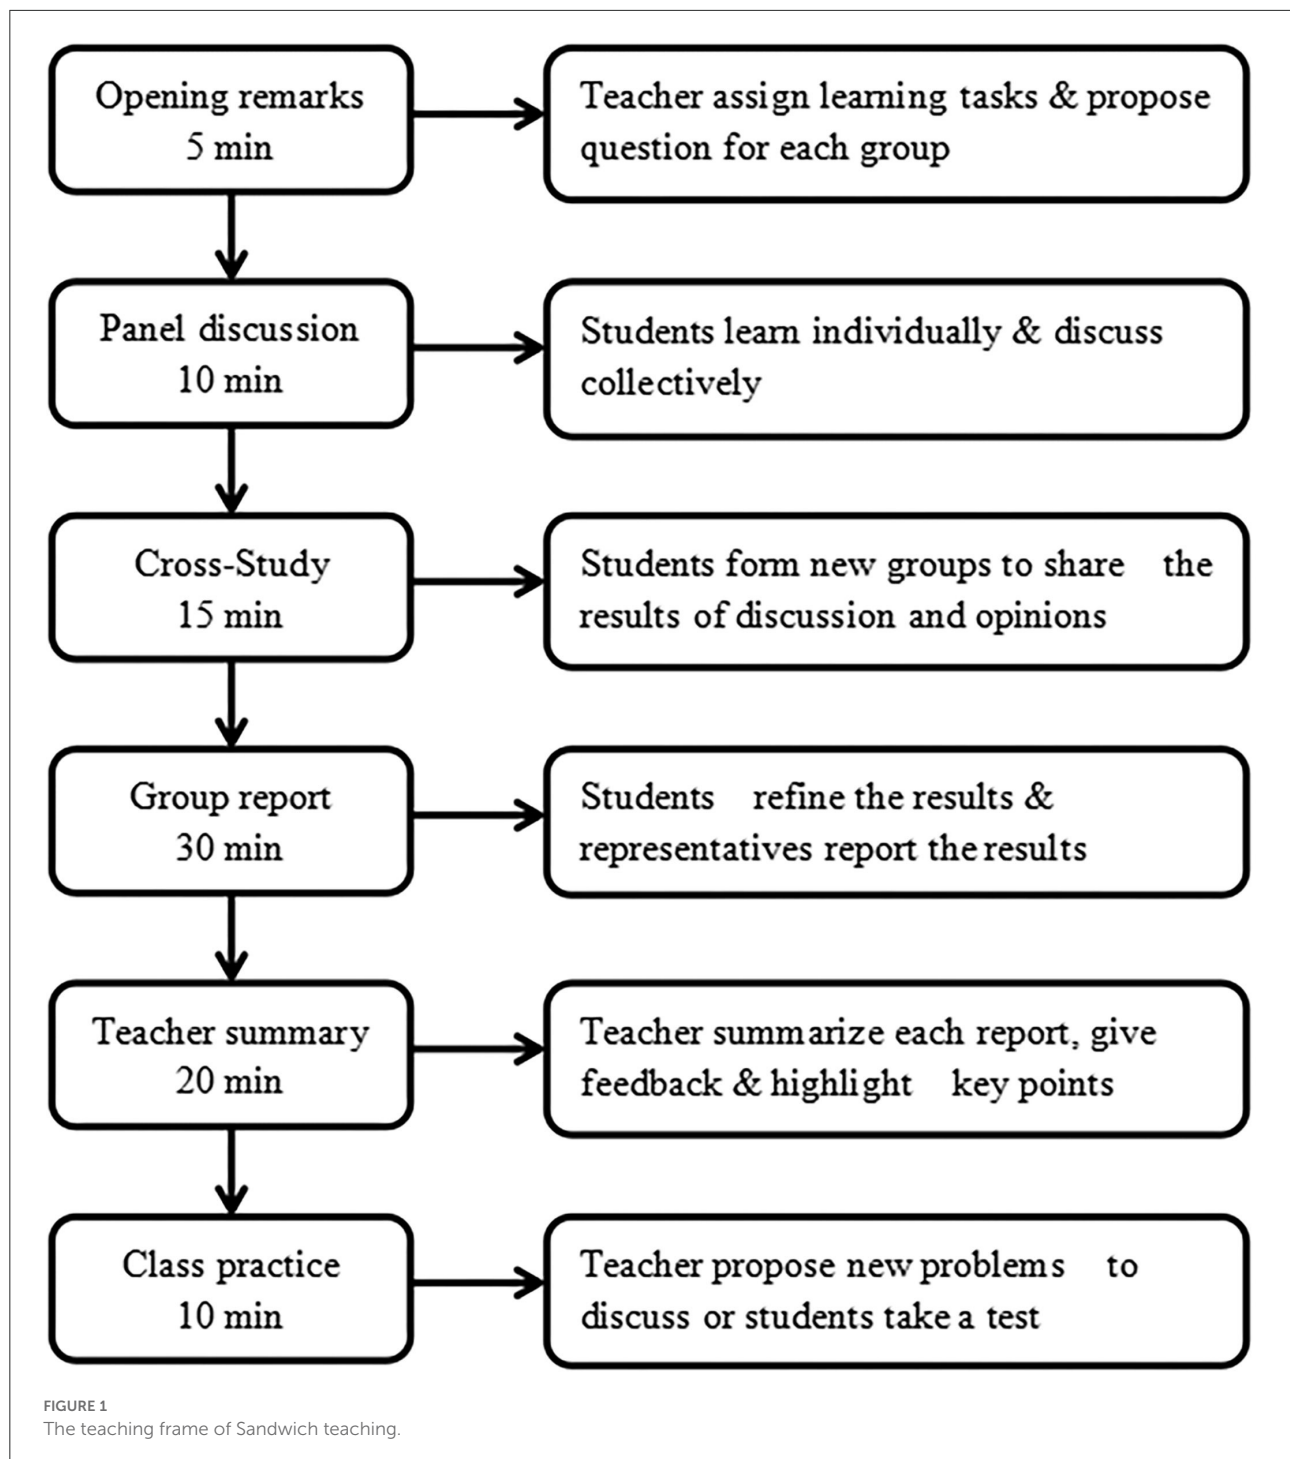 Opening remarks
5 min
Teacher assign learning tasks & propose
question for each group
Panel discussion
10 min
Students learn individually & discuss
collectively
Cross-Study
15 min
Students form new groups to share the
results of discussion and opinions
Group report
30 min
Students refine the results &
representatives report the results
Teacher summary
20 min
Teacher summarize each report, give
feedback & highlight key points
Class practice
10 min
Teacher propose new problems to
discuss or students take a test
FIGURE 1
The teaching frame of Sandwich teaching.